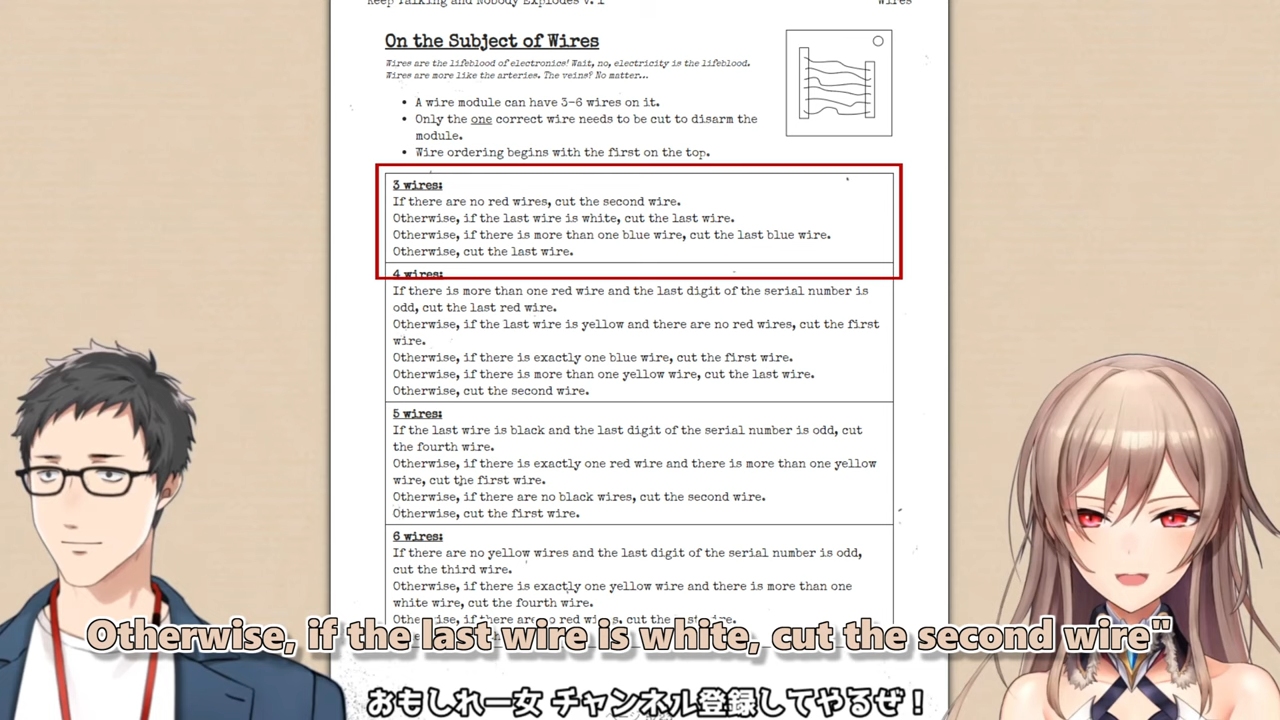 Keep Talking and Nobody Explodes v. 1
Wires
On the Subject of Wires
Wires are the lifeblood of electronics! Wait, no, electricity is the lifeblood.
Wires are more like the arteries. The veins? No matter...
• A wire module can have 3-6 wires on it.
• Only the one correct wire needs to be cut to disarm the
module.
• Wire ordering begins with the first on the top.
3 wires:
If there are no red wires, cut the second wire.
Otherwise, if the last wire is white, cut the last wire.
Otherwise, if there is more than one blue wire, cut the last blue wire.
Otherwise, cut the last wire.
4 wires:
If there is more than one red wire and the last digit of the serial number is
odd, cut the last red wire.
Otherwise, if the last wire is yellow and there are no red wires, cut the first
wire.
Otherwise, if there is exactly one blue wire, cut the first wire.
Otherwise, if there is more than one yellow wire, cut the last wire.
Otherwise, cut the second wire.
5 wires:
If the last wire is black and the last digit of the serial number is odd, cut
the fourth wire.
Otherwise, if there is exactly one red wire and there is more than one yellow
wire, cut the first wire.
Otherwise, if there are no black wires, cut the second wire.
Otherwise, cut the first wire.
6 wires:
If there are no yellow wires and the last digit of the serial number is odd,
cut the third wire.
Otherwise, if there is exactly one yellow wire and there is more than one
white wire, cut the fourth wire.
Otherwise, if there are no red wires, cut the last wire.
Otherwise, if the last wire is white, cut the second wire"
おもしれー女 チャンネル登録してやるぜ！